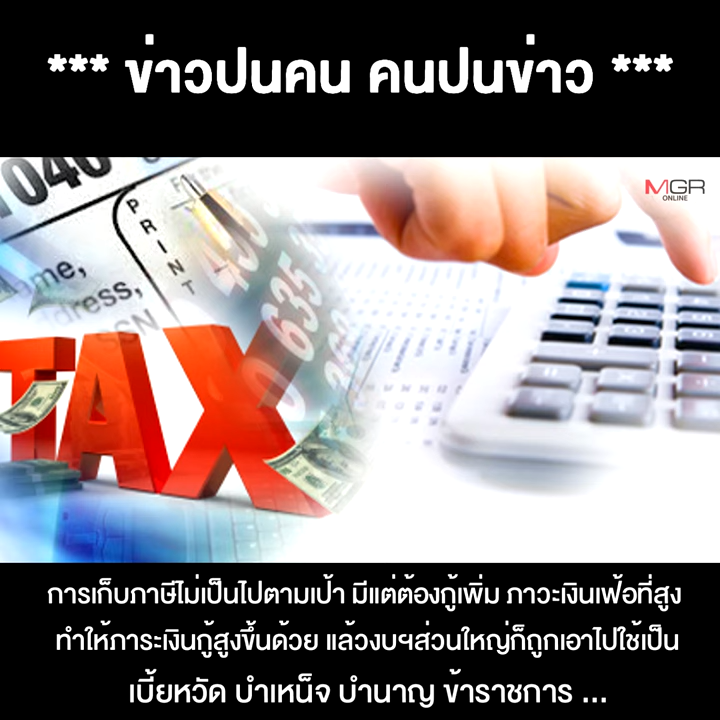 *** ข่าวปนคน คนปนข่าว ***
MGR
ONLINE
1040
PRINT
TAX
การเก็บภาษีไม่เป็นไปตามเป้า มีแต่ต้องกู้เพิ่ม ภาวะเงินเฟ้อที่สูง
ทำให้ภาระเงินกู้สูงขึ้นด้วย แล้วงบฯส่วนใหญ่ก็ถูกเอาไปใช้เป็น
เบี้ยหวัด บำเหน็จ บำนาญ ข้าราชการ ...